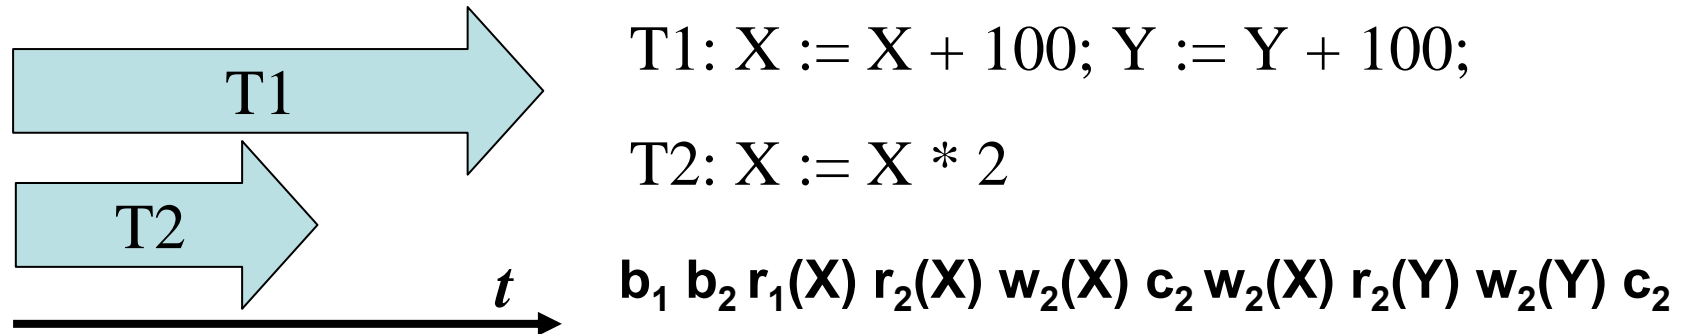 T1
T2
t
T1: X := X + 100; Y := Y + 100;
T2: X := X * 2
b₁ b₂ r₁(X) r₂(X) w₂(X) c₂ w₂(X) r₂(Y) w₂(Y) c₂